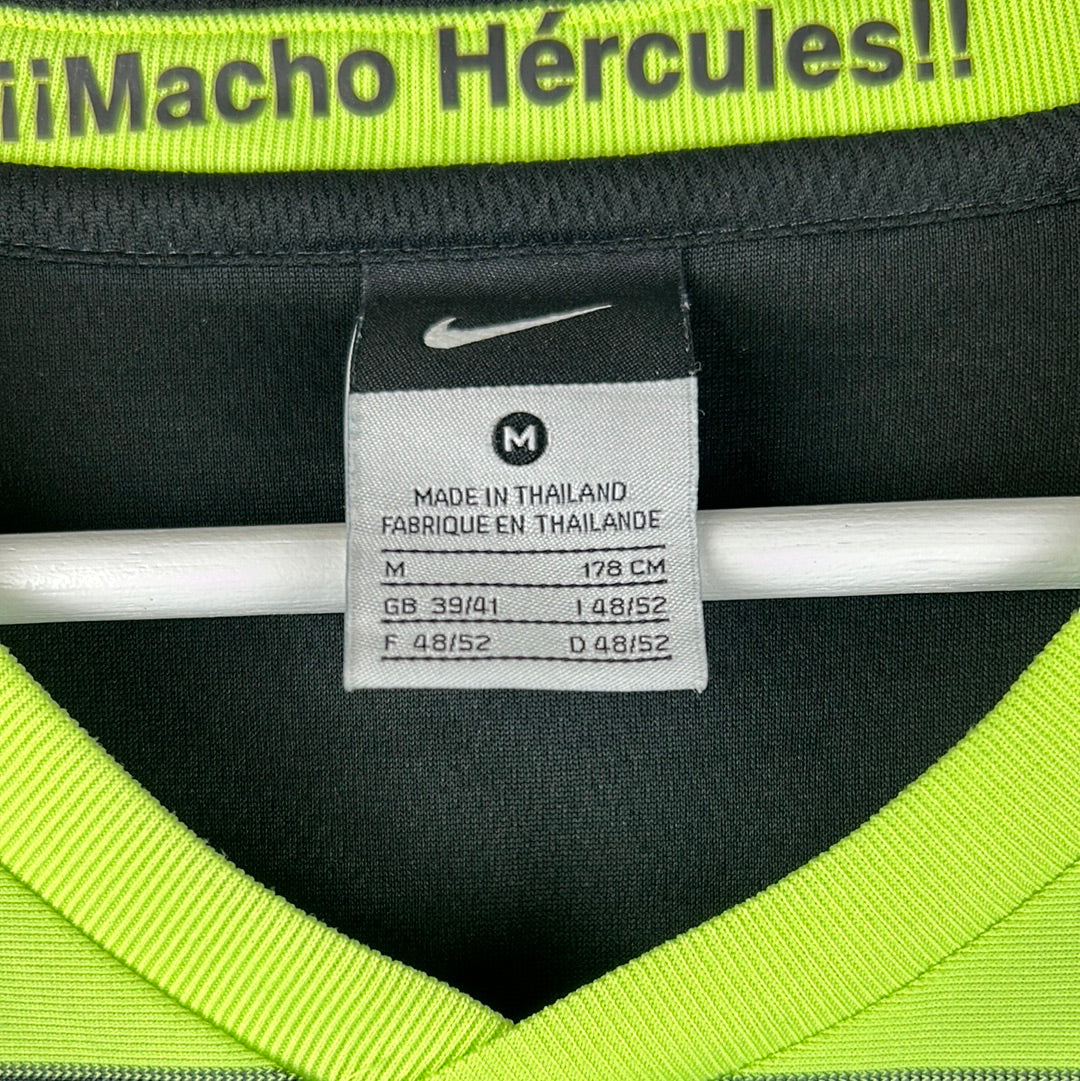 ¡¡Macho Hércules!!
M
MADE IN THAILAND
FABRIQUE EN THAILANDE
M 178 CM
GB 39/41 I 48/52
F 48/52 D 48/52